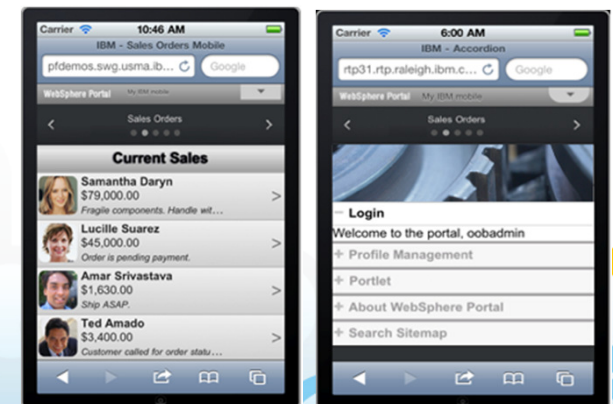 Carrier 10:46 AM
IBM - Sales Orders Mobile
pfdemos.swg.usma.ib... Google
WebSphere Portal My IBM mobile
Sales Orders
Current Sales
Samantha Daryn
$79,000.00
Fragile components. Handle wit...
Lucille Suarez
$45,000.00
Order is pending payment.
Amar Srivastava
$1,630.00
Ship ASAP.
Ted Amado
$3,400.00
Customer called for order statu...
Carrier 6:00 AM
IBM - Accordion
rtp31.rtp.raleigh.ibm.c... Google
WebSphere Portal My IBM mobile
Sales Orders
− Login
Welcome to the portal, oobadmin
+ Profile Management
+ Portlet
+ About WebSphere Portal
+ Search Sitemap